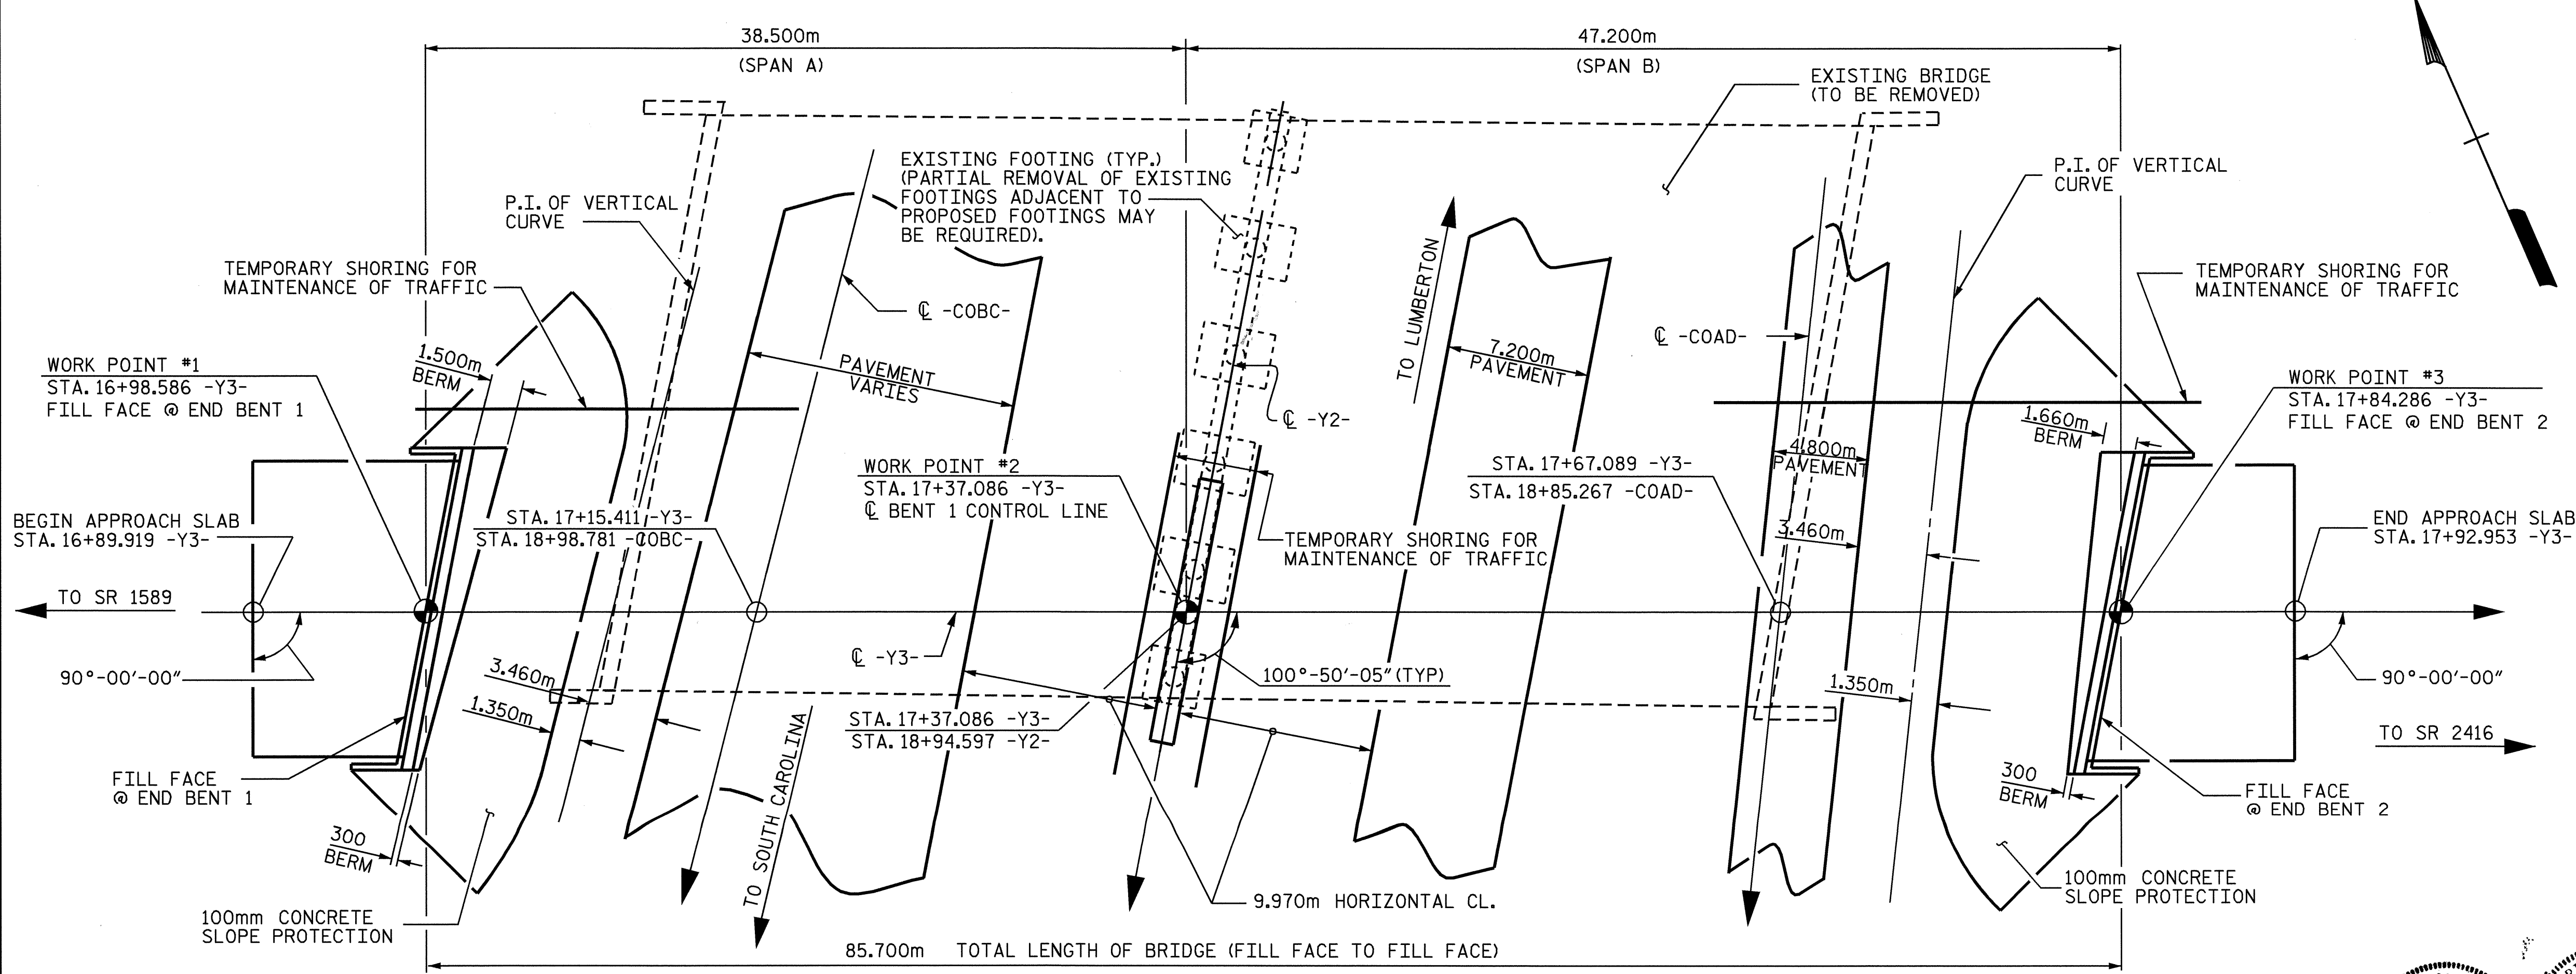 38.500m
(SPAN A)
47.200m
(SPAN B)
EXISTING BRIDGE
(TO BE REMOVED)
EXISTING FOOTING (TYP.)
(PARTIAL REMOVAL OF EXISTING
FOOTINGS ADJACENT TO
PROPOSED FOOTINGS MAY
BE REQUIRED).
P.I. OF VERTICAL
CURVE
P.I. OF VERTICAL
CURVE
TEMPORARY SHORING FOR
MAINTENANCE OF TRAFFIC
TEMPORARY SHORING FOR
MAINTENANCE OF TRAFFIC
℄ -COBC-
TO LUMBERTON
℄ -COAD-
1.500m
BERM
PAVEMENT
VARIES
7.200m
PAVEMENT
WORK POINT #1
STA. 16+98.586 -Y3-
FILL FACE @ END BENT 1
WORK POINT #3
STA. 17+84.286 -Y3-
FILL FACE @ END BENT 2
℄ -Y2-
1.660m
BERM
4.800m
PAVEMENT
WORK POINT #2
STA. 17+37.086 -Y3-
℄ BENT 1 CONTROL LINE
STA. 17+67.089 -Y3-
STA. 18+85.267 -COAD-
BEGIN APPROACH SLAB
STA. 16+89.919 -Y3-
STA. 17+15.411 -Y3-
STA. 18+98.781 -COBC-
3.460m
END APPROACH SLAB
STA. 17+92.953 -Y3-
TEMPORARY SHORING FOR
MAINTENANCE OF TRAFFIC
TO SR 1589
℄ -Y3-
90°-00'-00"
3.460m
100°-50'-05" (TYP)
1.350m
90°-00'-00"
1.350m
STA. 17+37.086 -Y3-
STA. 18+94.597 -Y2-
TO SR 2416
FILL FACE
@ END BENT 1
TO SOUTH CAROLINA
300
BERM
FILL FACE
@ END BENT 2
300
BERM
9.970m HORIZONTAL CL.
100mm CONCRETE
SLOPE PROTECTION
100mm CONCRETE
SLOPE PROTECTION
85.700m TOTAL LENGTH OF BRIDGE (FILL FACE TO FILL FACE)